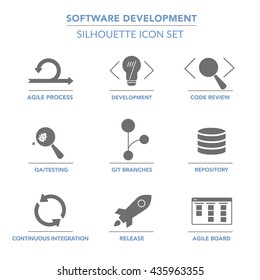 SOFTWARE DEVELOPMENT
SILHOUETTE ICON SET
AGILE PROCESS
DEVELOPMENT
CODE REVIEW
QA/TESTING
GIT BRANCHES
REPOSITORY
CONTINUOUS INTEGRATION
RELEASE
AGILE BOARD
shutterstock.com · 435963355